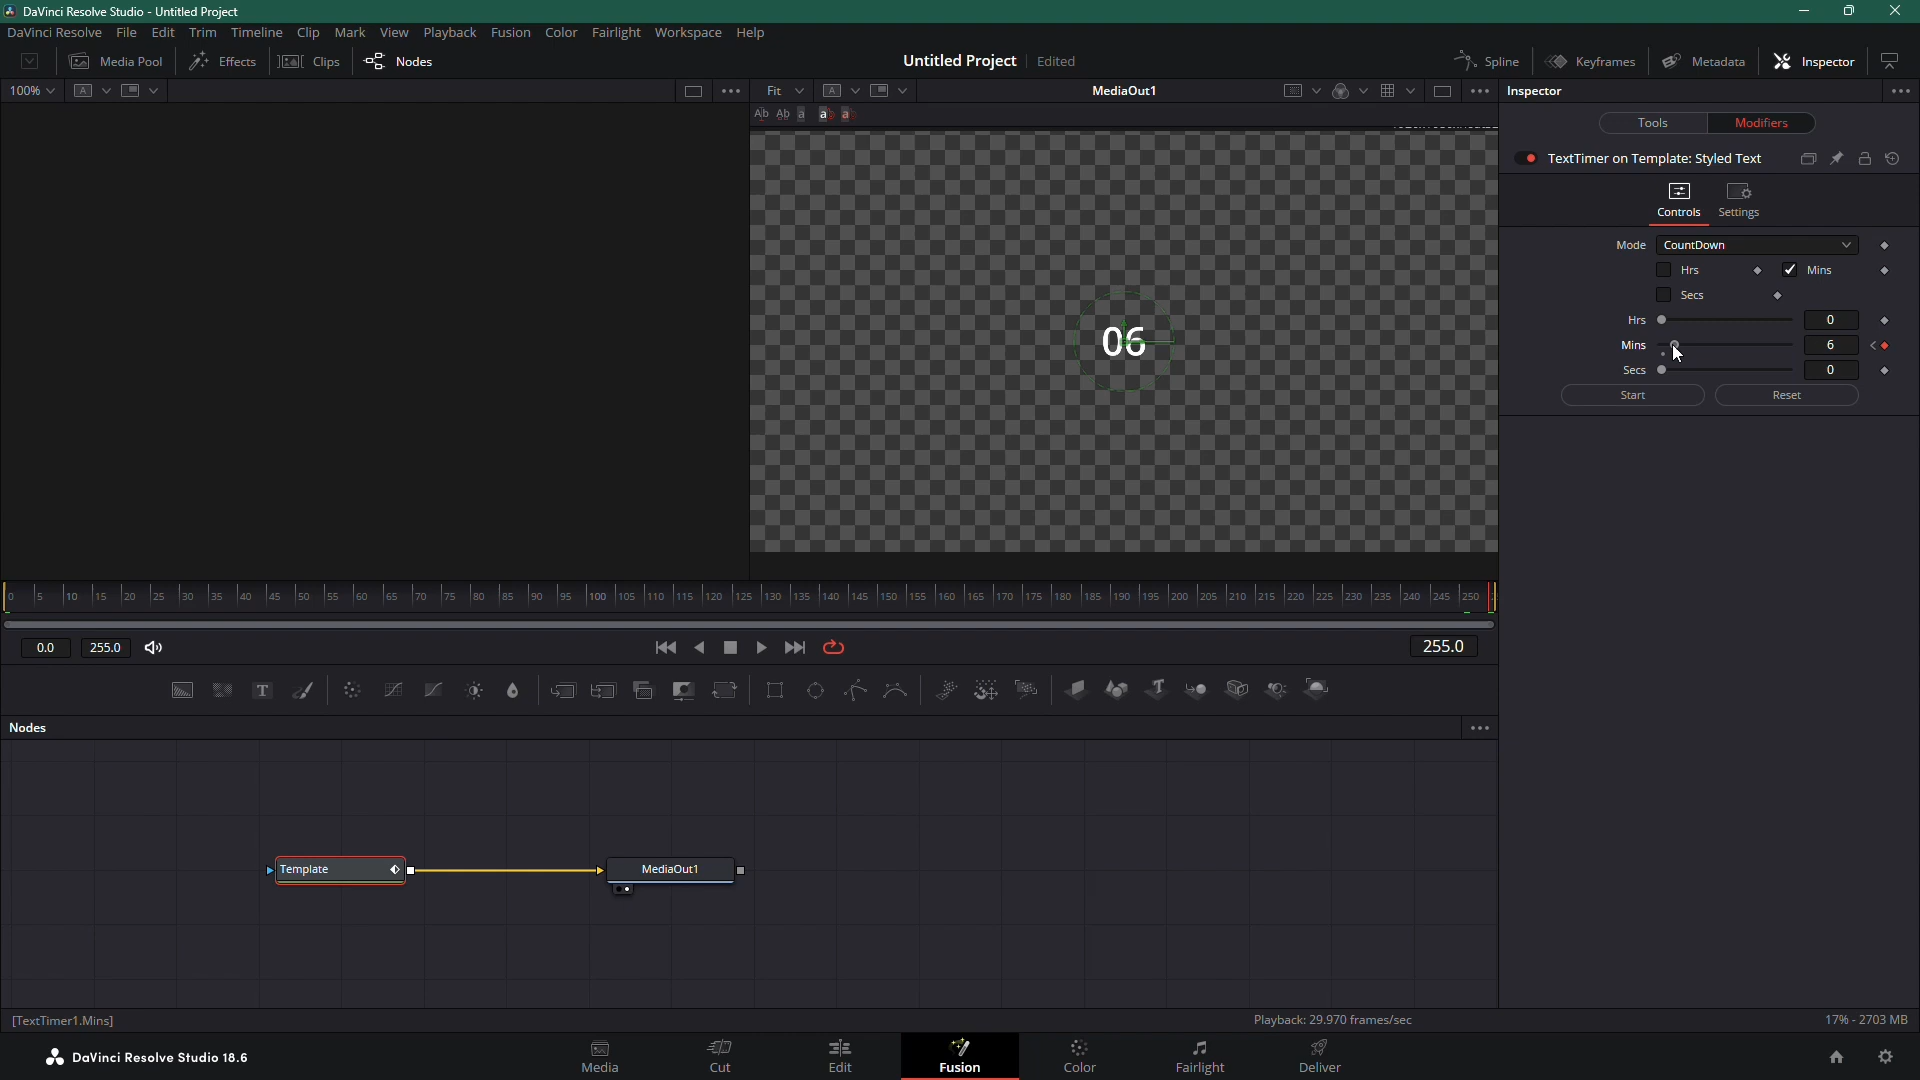 DaVinci Resolve Studio - Untitled Project
DaVinci Resolve File Edit Trim Timeline Clip Mark View Playback Fusion Color Fairlight Workspace Help
Media Pool Effects Clips Nodes Untitled Project Edited Spline Keyframes Metadata Inspector
100% A Fit A MediaOut1 Inspector
Tools Modifiers
TextTimer on Template: Styled Text
Controls Settings
Mode CountDown
Hrs Mins
Secs
Hrs 0
Mins 6
Secs 0
Start Reset
06
0 5 10 15 20 25 30 35 40 45 50 55 60 65 70 75 80 85 90 95 100 105 110 115 120 125 130 135 140 145 150 155 160 165 170 175 180 185 190 195 200 205 210 215 220 225 230 235 240 245 250
0.0 255.0 255.0
Nodes
Template MediaOut1
[TextTimer1.Mins] Playback: 29.970 frames/sec 17% - 2703 MB
DaVinci Resolve Studio 18.6 Media Cut Edit Fusion Color Fairlight Deliver